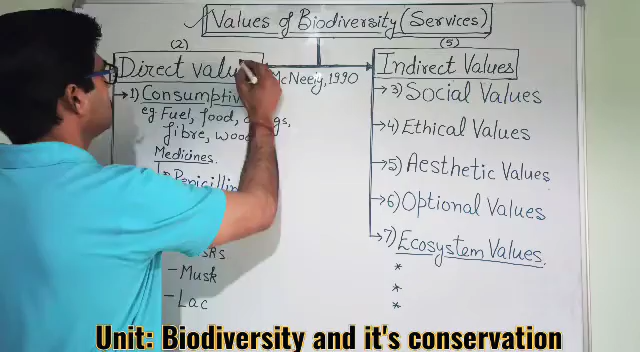 Values of Biodiversity (Services)
(2)
Direct valu
McNeely, 1990
1) Consumptiv
eg Fuel, food,
fibre, wood
Medicines.
Penicillin
- Musk
- Lac
(5)
Indirect Values
3) Social Values
4) Ethical Values
5) Aesthetic Values
6) Optional Values
7) Ecosystem Values
*
*
*
Unit: Biodiversity and it's conservation